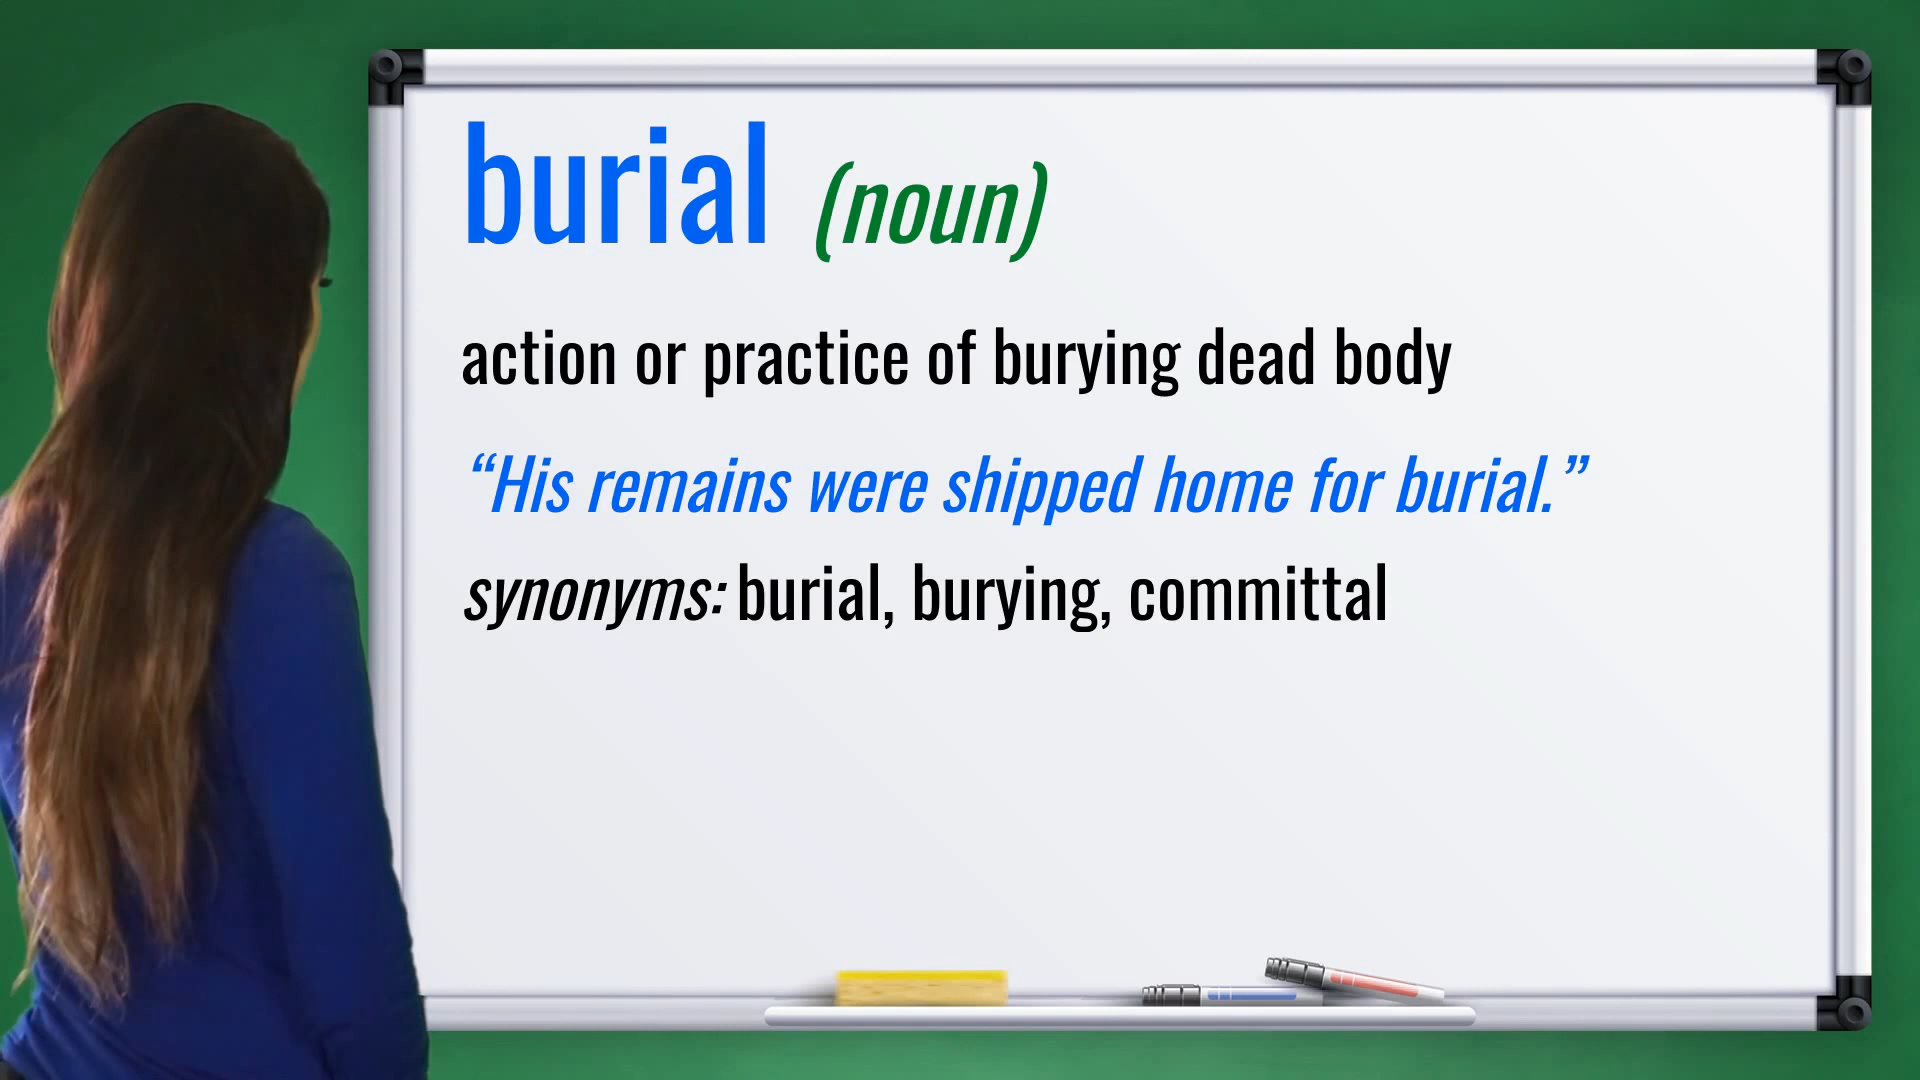 burial (noun)
action or practice of burying dead body
“His remains were shipped home for burial.”
synonyms: burial, burying, committal